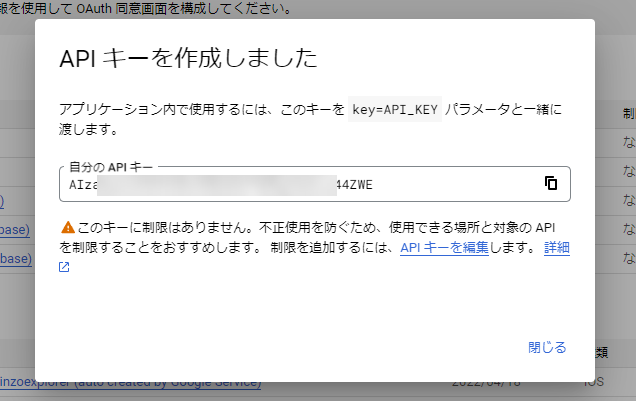 報を使用して OAuth 同意画面を構成してください。
API キーを作成しました
アプリケーション内で使用するには、このキーを key=API_KEY パラメータと一緒に
渡します。
自分の API キー
AIza 44ZWE
このキーに制限はありません。不正使用を防ぐため、使用できる場所と対象の API
を制限することをおすすめします。 制限を追加するには、API キーを編集します。 詳細
閉じる
制
な
な
な
な
base)
base)
類
inzoexplorer (auto created by Google Service)
2022/04/18
iOS